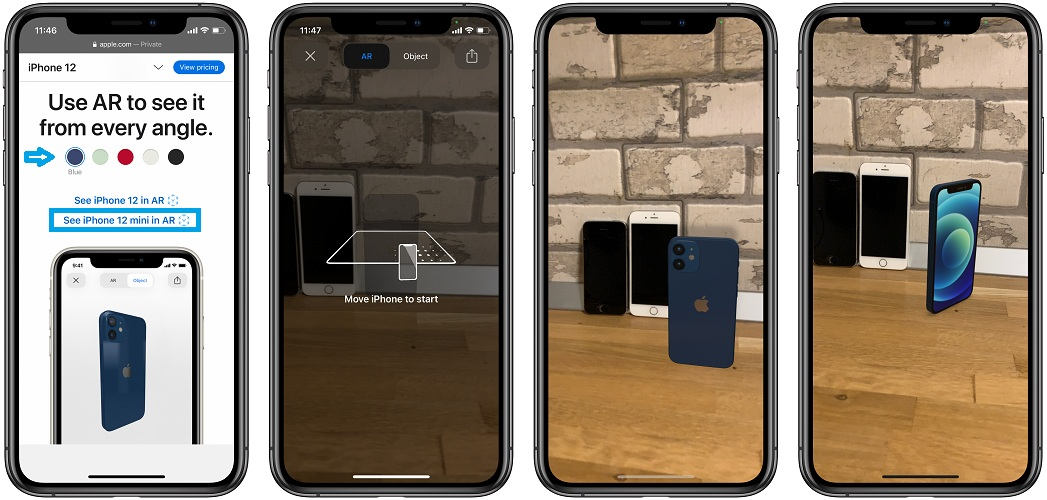 11:46
apple.com — Private
iPhone 12
View pricing
Use AR to see it
from every angle.
Blue
See iPhone 12 in AR
See iPhone 12 mini in AR
9:41
AR Object
11:47
AR Object
Move iPhone to start